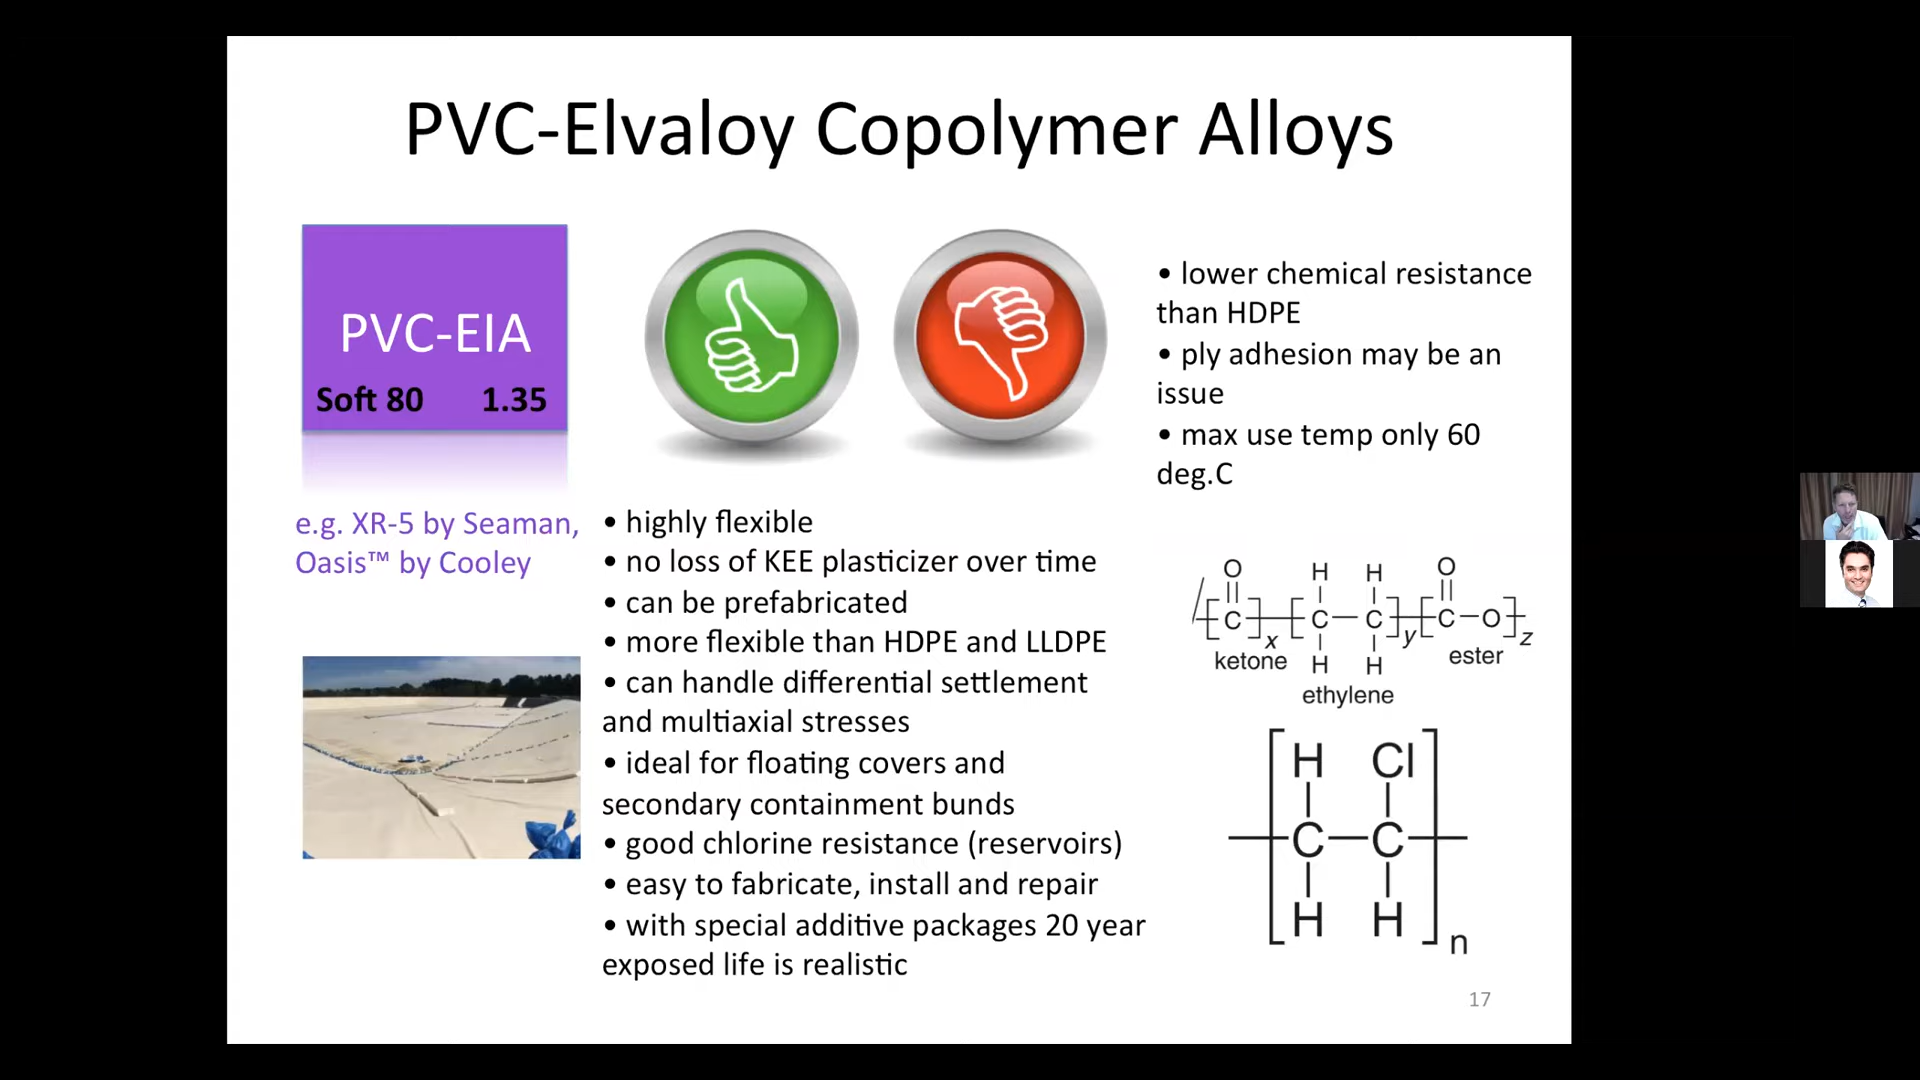 PVC-Elvaloy Copolymer Alloys
PVC-EIA
Soft 80 1.35
e.g. XR-5 by Seaman,
Oasis™ by Cooley
• lower chemical resistance
than HDPE
• ply adhesion may be an
issue
• max use temp only 60
deg.C
• highly flexible
• no loss of KEE plasticizer over time
• can be prefabricated
• more flexible than HDPE and LLDPE
• can handle differential settlement
and multiaxial stresses
• ideal for floating covers and
secondary containment bunds
• good chlorine resistance (reservoirs)
• easy to fabricate, install and repair
• with special additive packages 20 year
exposed life is realistic
O H H O
C C C C O
x y z
ketone H H ester
ethylene
H Cl
C C
H H
n
17